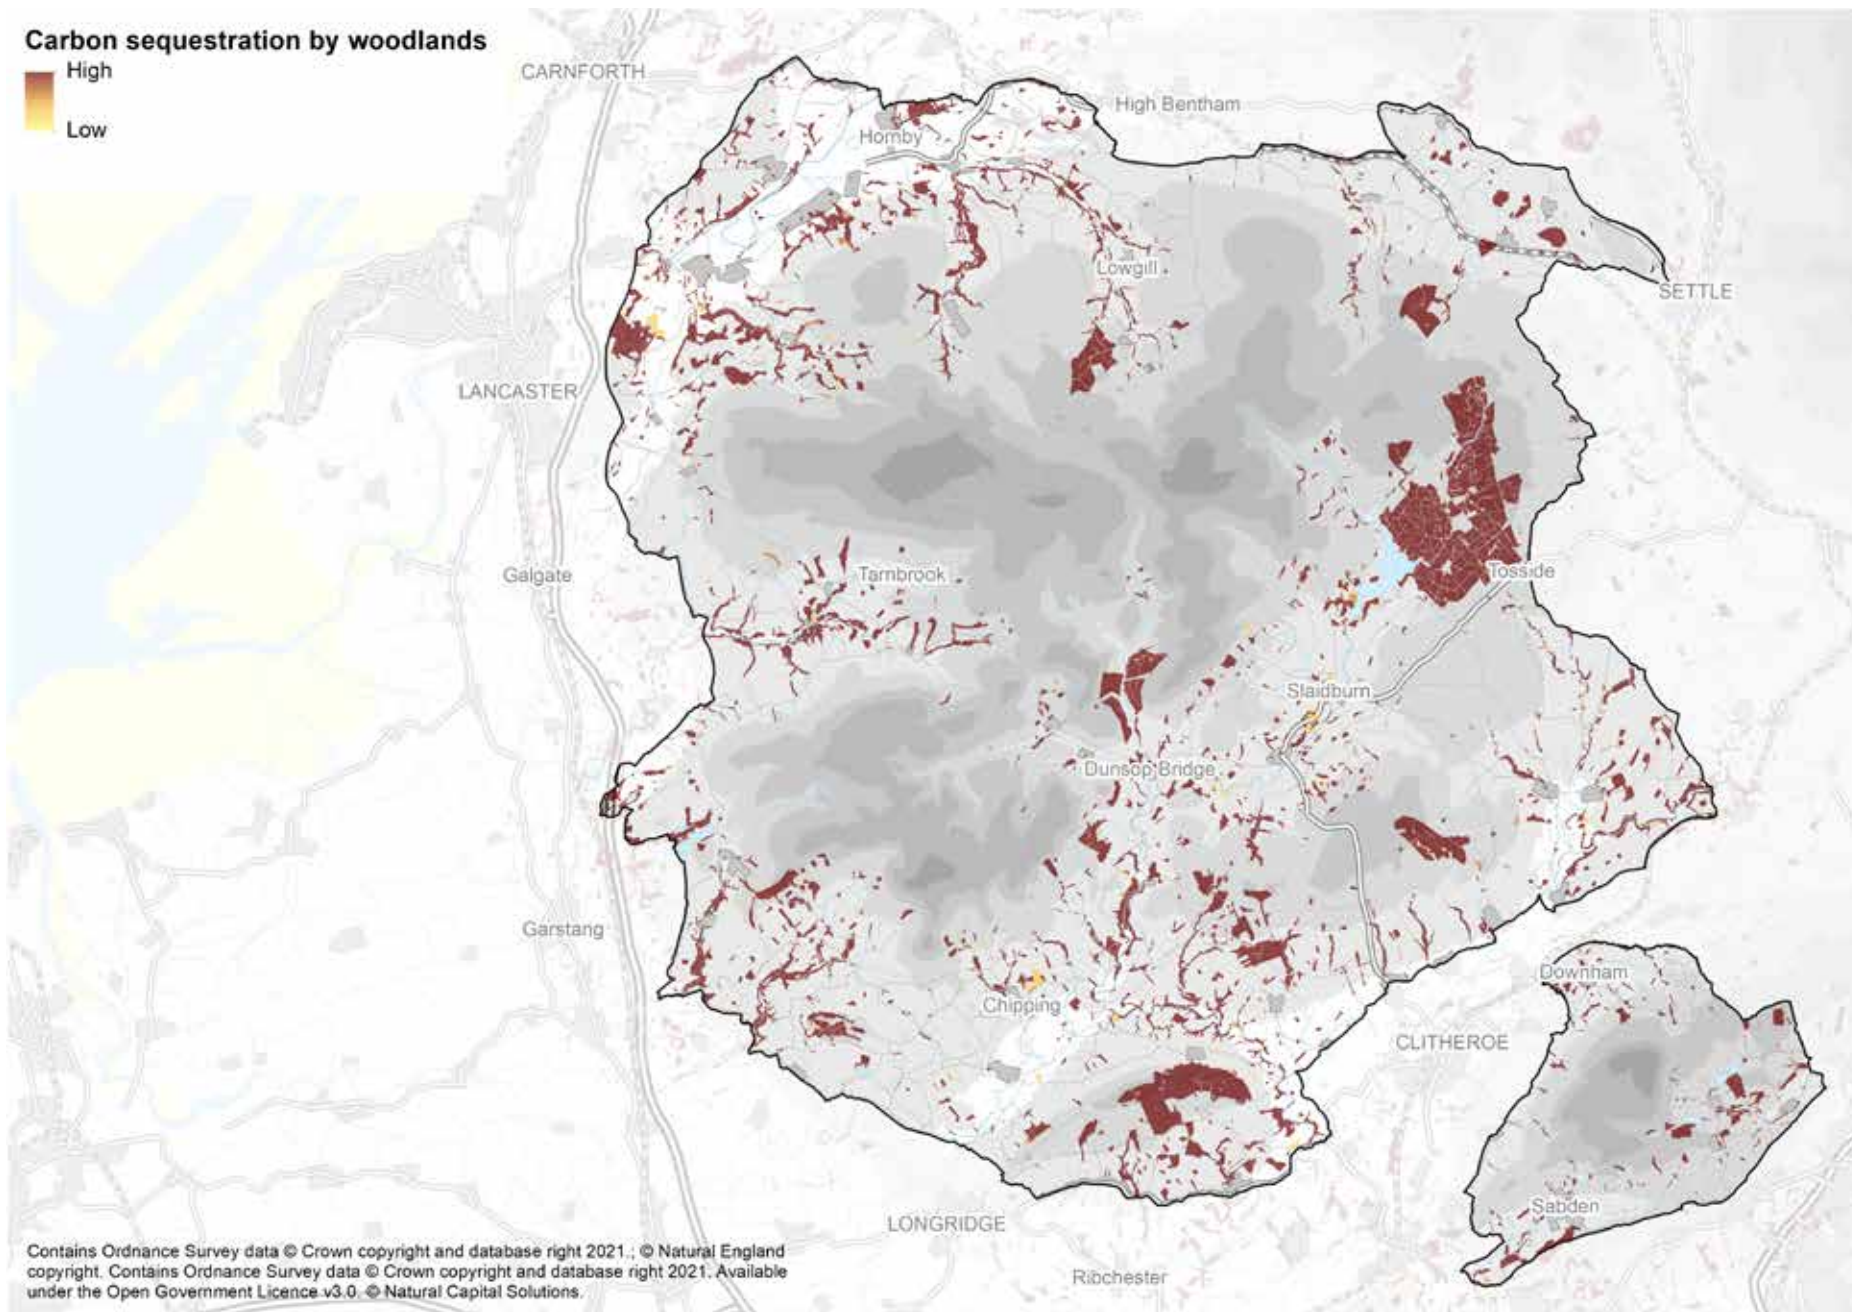 Carbon sequestration by woodlands
High
Low
CARNFORTH
High Bentham
Hornby
Lowgill
SETTLE
LANCASTER
Galgate
Tarnbrook
Tosside
Slaidburn
Dunsop Bridge
Garstang
Downham
Chipping
CLITHEROE
Sabden
LONGRIDGE
Ribchester
Contains Ordnance Survey data © Crown copyright and database right 2021.; © Natural England
copyright. Contains Ordnance Survey data © Crown copyright and database right 2021. Available
under the Open Government Licence v3.0. © Natural Capital Solutions.